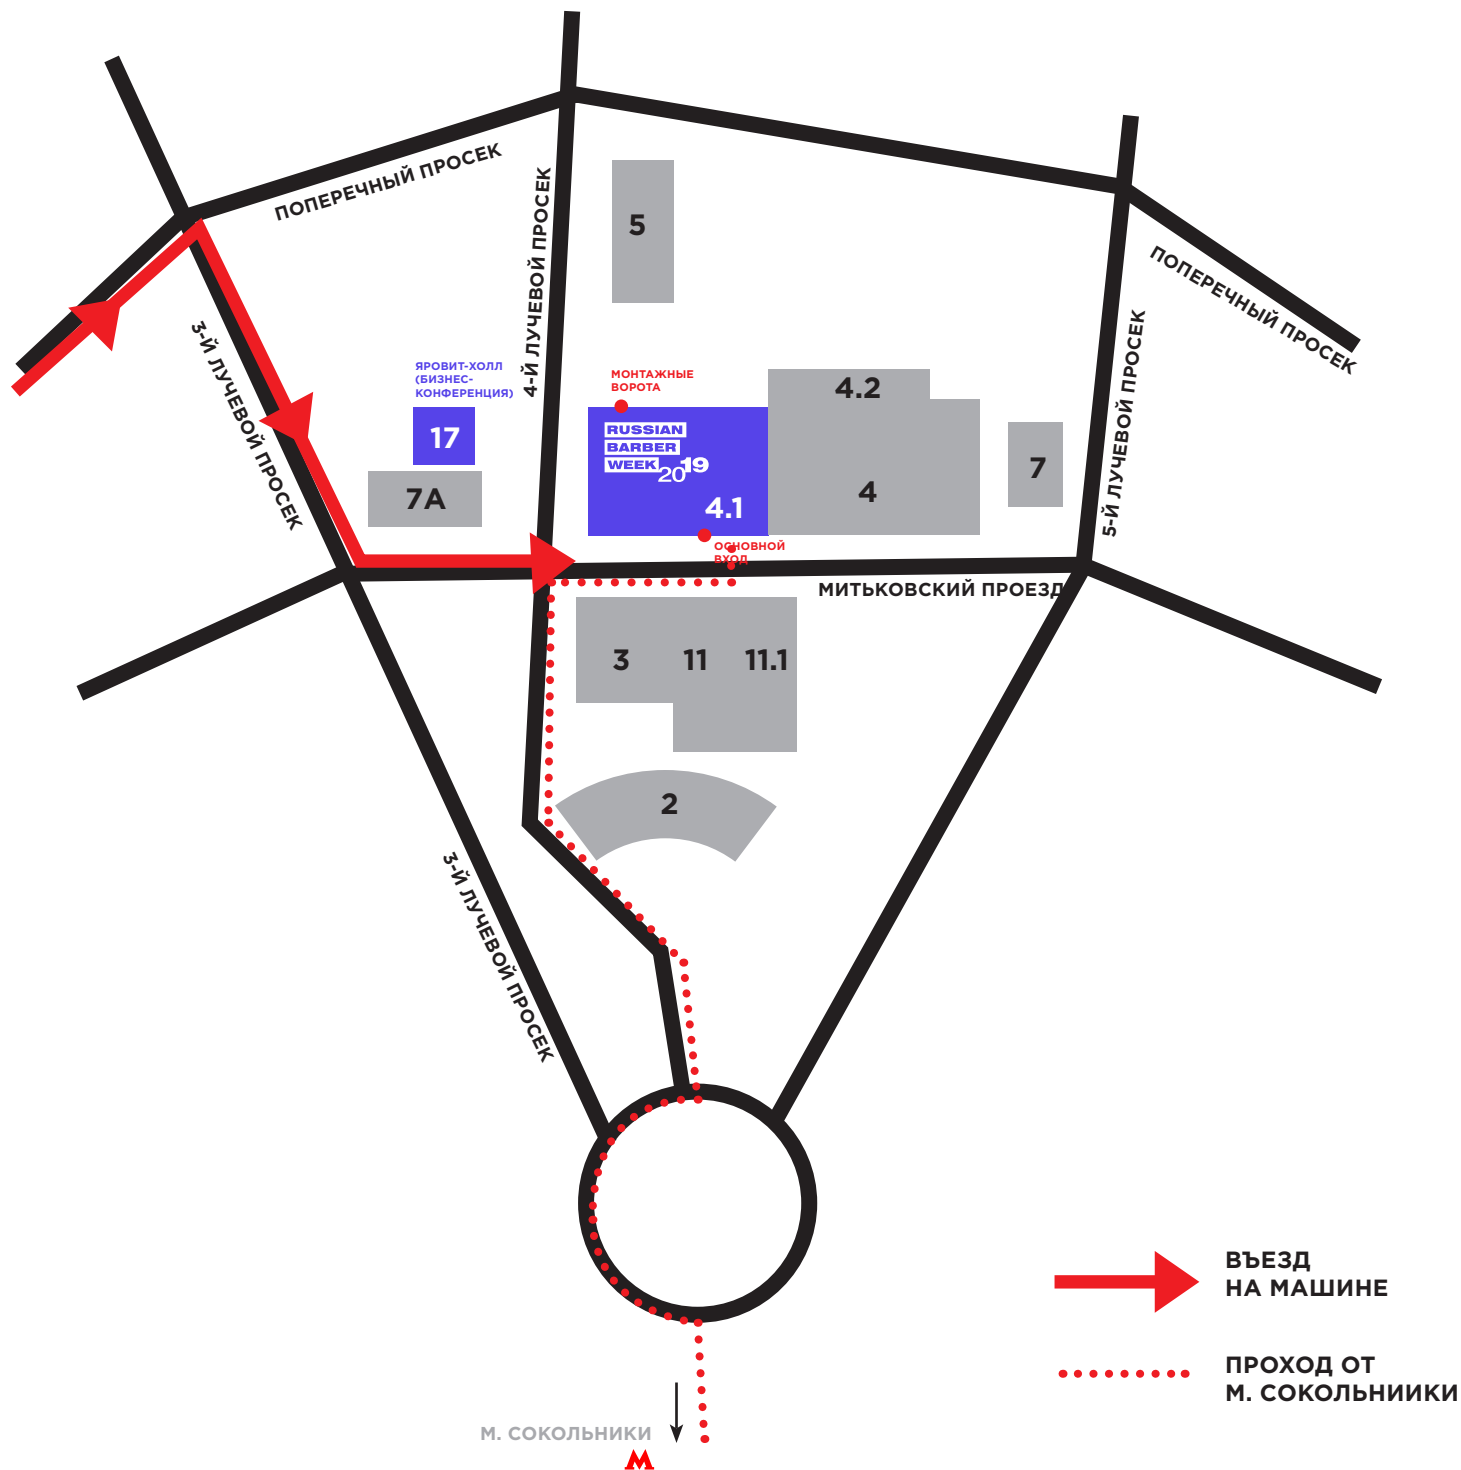 ПОПЕРЕЧНЫЙ ПРОСЕК
4-Й ЛУЧЕВОЙ ПРОСЕК
5
ПОПЕРЕЧНЫЙ ПРОСЕК
3-Й ЛУЧЕВОЙ ПРОСЕК
5-Й ЛУЧЕВОЙ ПРОСЕК
ЯРОВИТ-ХОЛЛ
(БИЗНЕС-
КОНФЕРЕНЦИЯ)
17
7А
МОНТАЖНЫЕ
ВОРОТА
RUSSIAN
BARBER
WEEK 2019
4.1
4.2
4
7
ОСНОВНОЙ
ВХОД
МИТЬКОВСКИЙ ПРОЕЗД
3
11
11.1
2
3-Й ЛУЧЕВОЙ ПРОСЕК
ВЪЕЗД
НА МАШИНЕ
ПРОХОД ОТ
М. СОКОЛЬНИИКИ
М. СОКОЛЬНИКИ